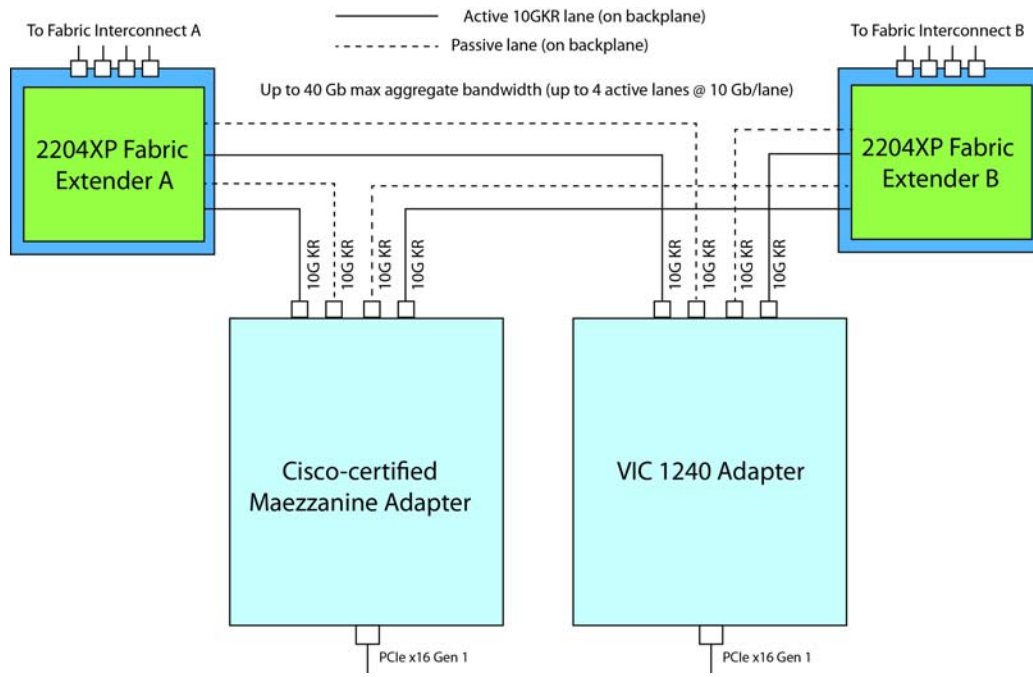 Active 10GKR lane (on backplane)
To Fabric Interconnect A
Passive lane (on backplane)
To Fabric Interconnect B
Up to 40 Gb max aggregate bandwidth (up to 4 active lanes @ 10 Gb/lane)
2204XP Fabric
Extender A
2204XP Fabric
Extender B
10G KR
10G KR
10G KR
10G KR
10G KR
10G KR
10G KR
10G KR
Cisco-certified
Maezzanine Adapter
VIC 1240 Adapter
PCIe x16 Gen 1
PCIe x16 Gen 1